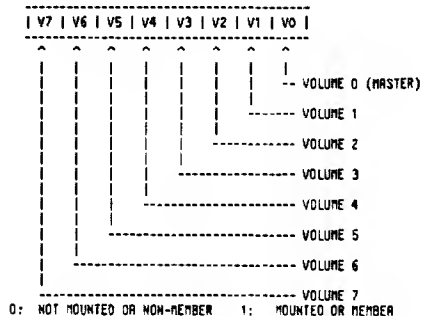 | V7 | V6 | V5 | V4 | V3 | V2 | V1 | V0 |
VOLUME 0 (MASTER)
VOLUME 1
VOLUME 2
VOLUME 3
VOLUME 4
VOLUME 5
VOLUME 6
VOLUME 7
0: NOT MOUNTED OR NON-MEMBER 1: MOUNTED OR MEMBER